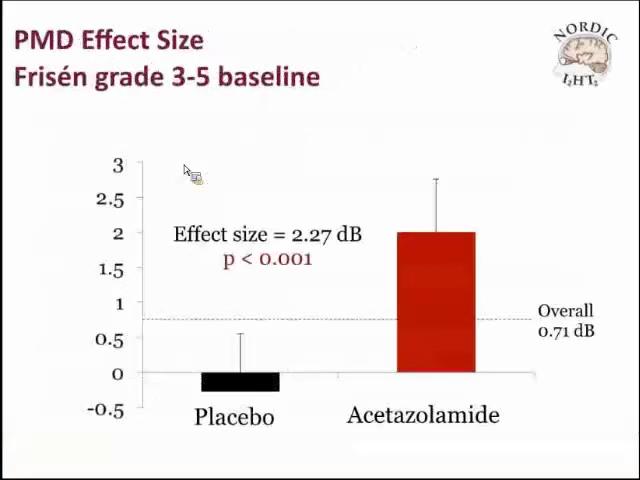 PMD Effect Size
Frisén grade 3-5 baseline
NORDIC
3
2.5
Effect size = 2.27 dB
2
p < 0.001
1.5
1
Overall
0.71 dB
0.5
0
-0.5
Placebo
Acetazolamide